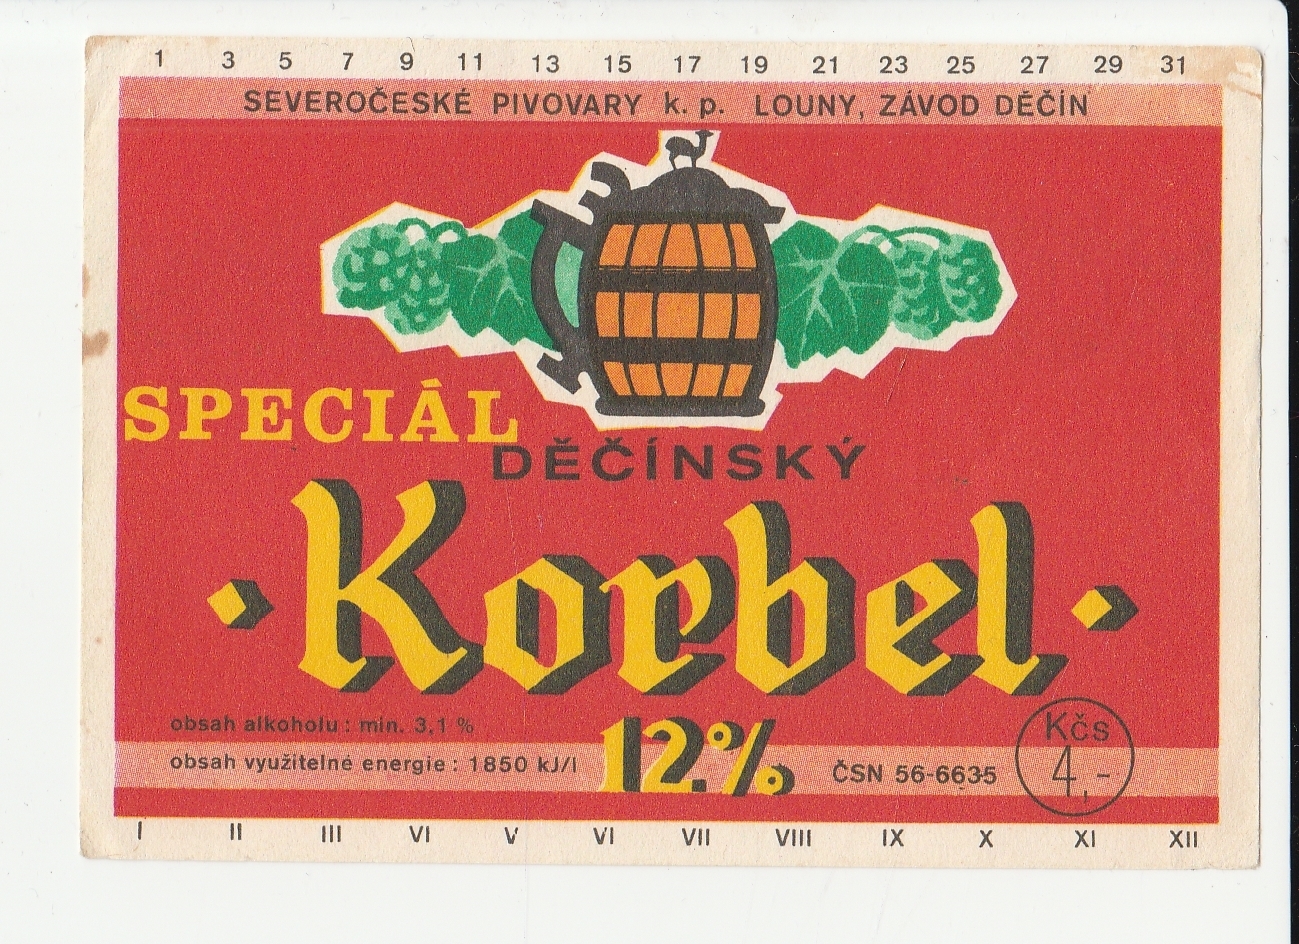 1 3 5 7 9 11 13 15 17 19 21 23 25 27 29 31
SEVEROČESKÉ PIVOVARY k. p. LOUNY, ZÁVOD DĚČÍN
SPECIÁL
DĚČÍNSKÝ
Korbel
12%
obsah alkoholu : min. 3,1 %
obsah využitelné energie : 1850 kJ/l
ČSN 56-6635
Kčs
4,-
I II III VI V VI VII VIII IX X XI XII